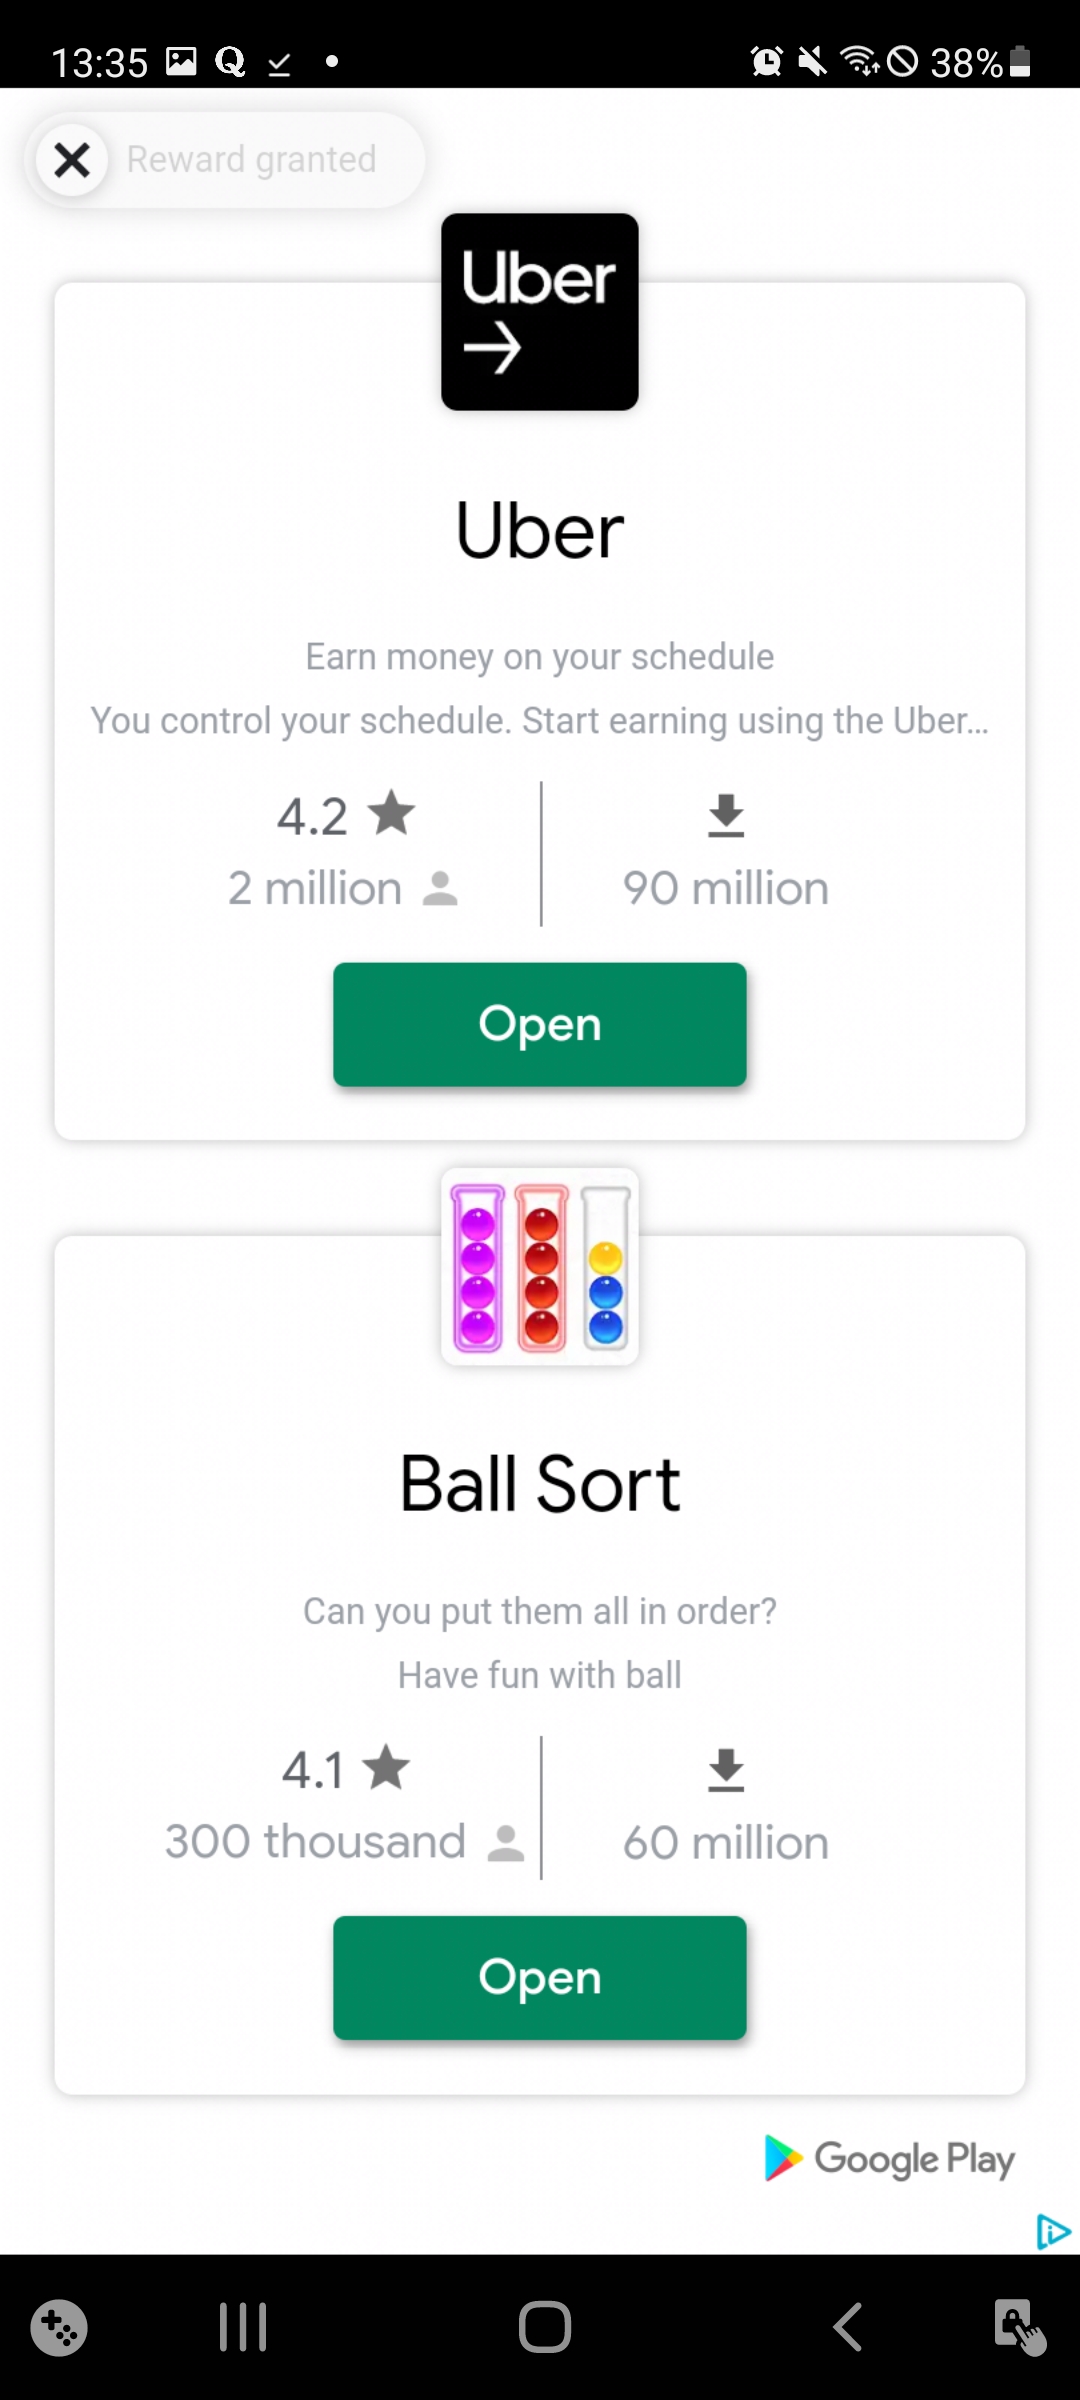 13:35
38%
Reward granted
Uber
Uber
Earn money on your schedule
You control your schedule. Start earning using the Uber...
4.2
2 million
90 million
Open
Ball Sort
Can you put them all in order?
Have fun with ball
4.1
300 thousand
60 million
Open
Google Play